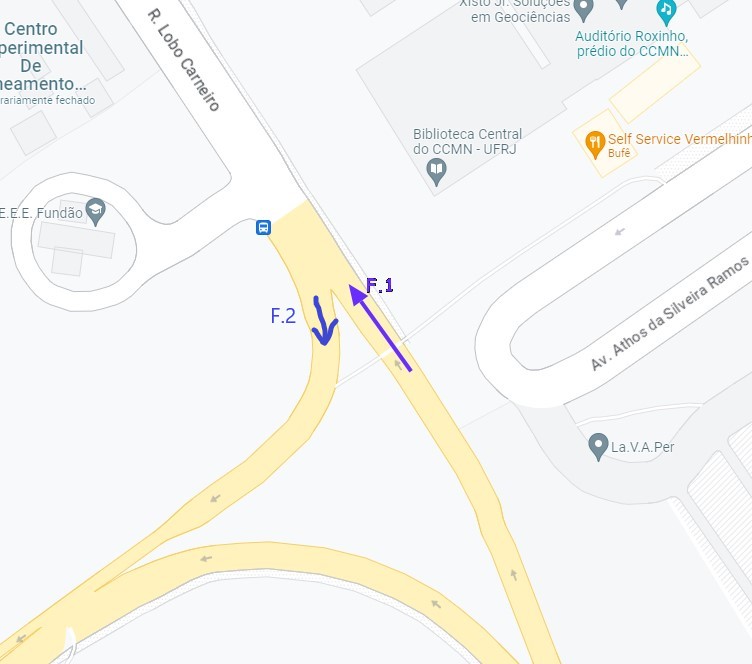 Xisto Jr. Soluções
em Geociências
Auditório Roxinho,
prédio do CCMN...
Centro
perimental
De
neamento...
rariamente fechado
R. Lobo Carneiro
Biblioteca Central
do CCMN - UFRJ
Self Service Vermelhinh
Bufê
E.E.E. Fundão
F.1
F.2
Av. Athos da Silveira Ramos
La.V.A.Per